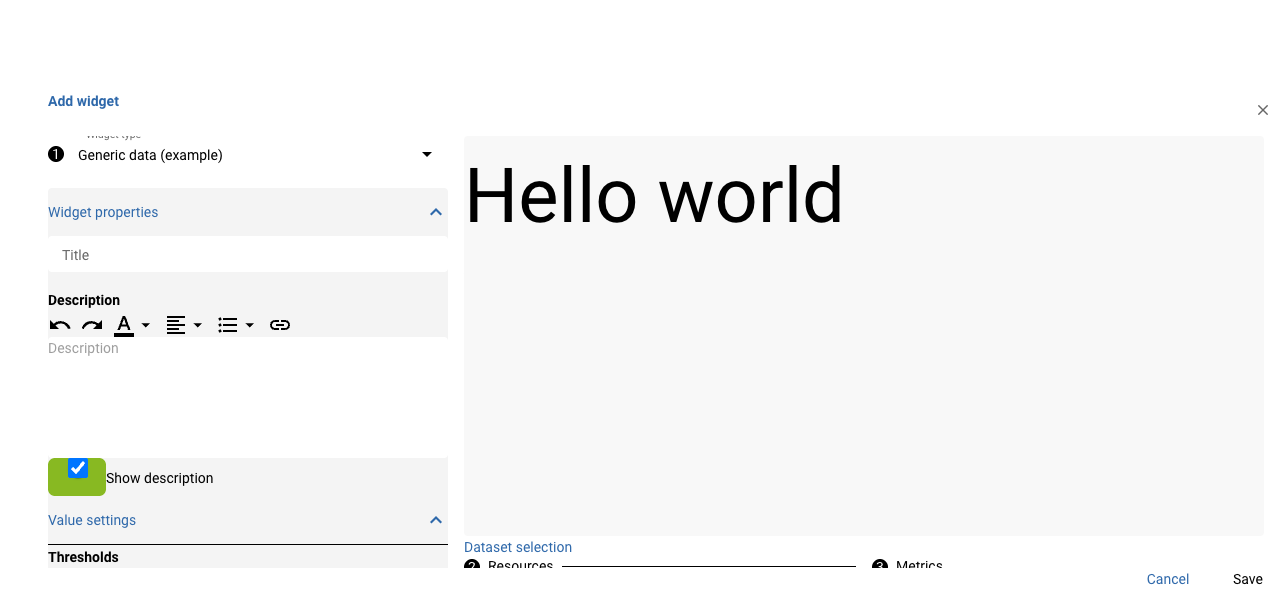 Add widget
Widget type
1 Generic data (example)
Widget properties
Title
Description
A
Description
Show description
Value settings
Thresholds
Hello world
Dataset selection
2 Resources
3 Metrics
Cancel
Save